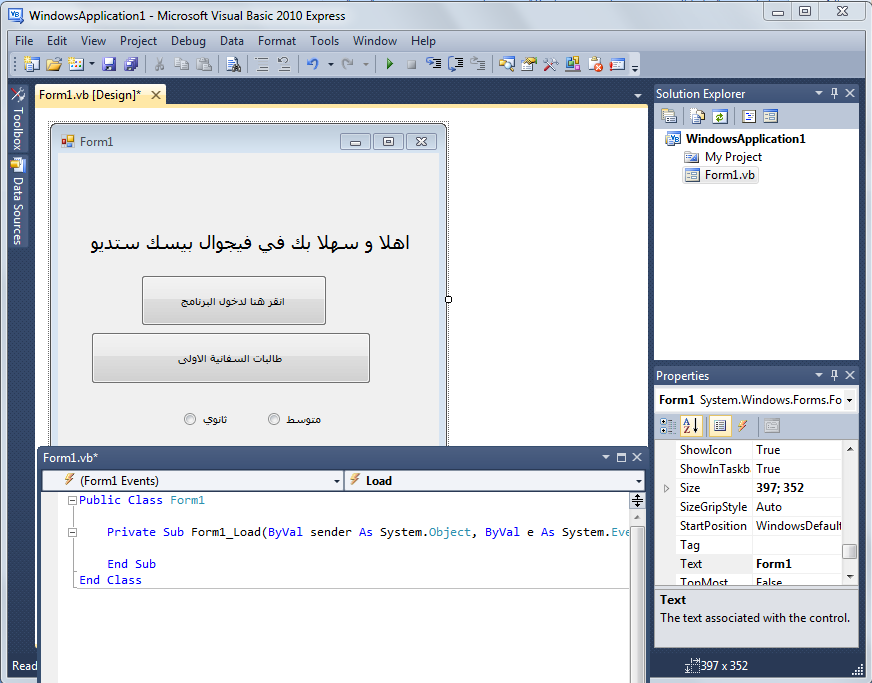 WindowsApplication1 - Microsoft Visual Basic 2010 Express
File Edit View Project Debug Data Format Tools Window Help
Toolbox
Data Sources
Form1.vb [Design]*
Form1
اهلا و سهلا بك في فيجوال بيسك ستديو
انقر هنا لدخول البرنامج
طالبات السفانية الاولى
ثانوي متوسط
Form1.vb*
(Form1 Events) Load
Public Class Form1
Private Sub Form1_Load(ByVal sender As System.Object, ByVal e As System.Eve
End Sub
End Class
Solution Explorer
WindowsApplication1
My Project
Form1.vb
Properties
Form1 System.Windows.Forms.Fo
ShowIcon True
ShowInTaskb True
Size 397; 352
SizeGripStyle Auto
StartPosition WindowsDefault
Tag
Text Form1
TopMost False
Text
The text associated with the control.
Read
397 x 352